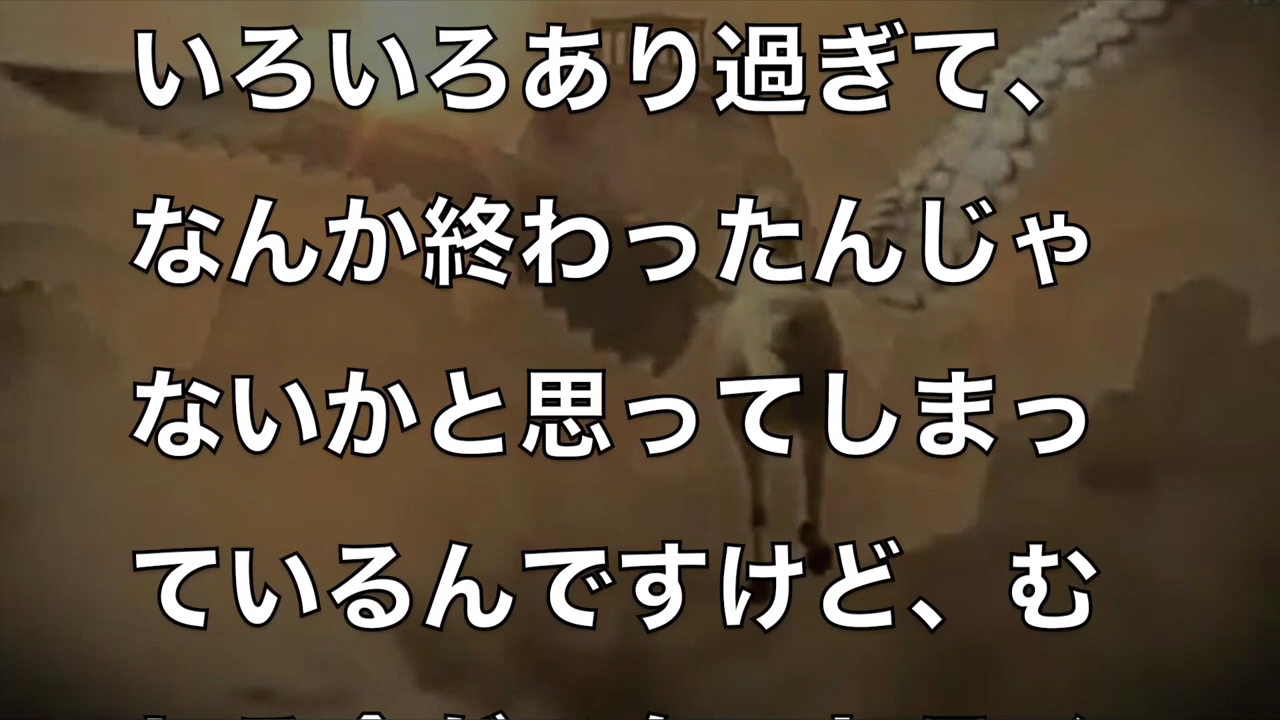 いろいろあり過ぎて、
なんか終わったんじゃ
ないかと思ってしまっ
ているんですけど、む